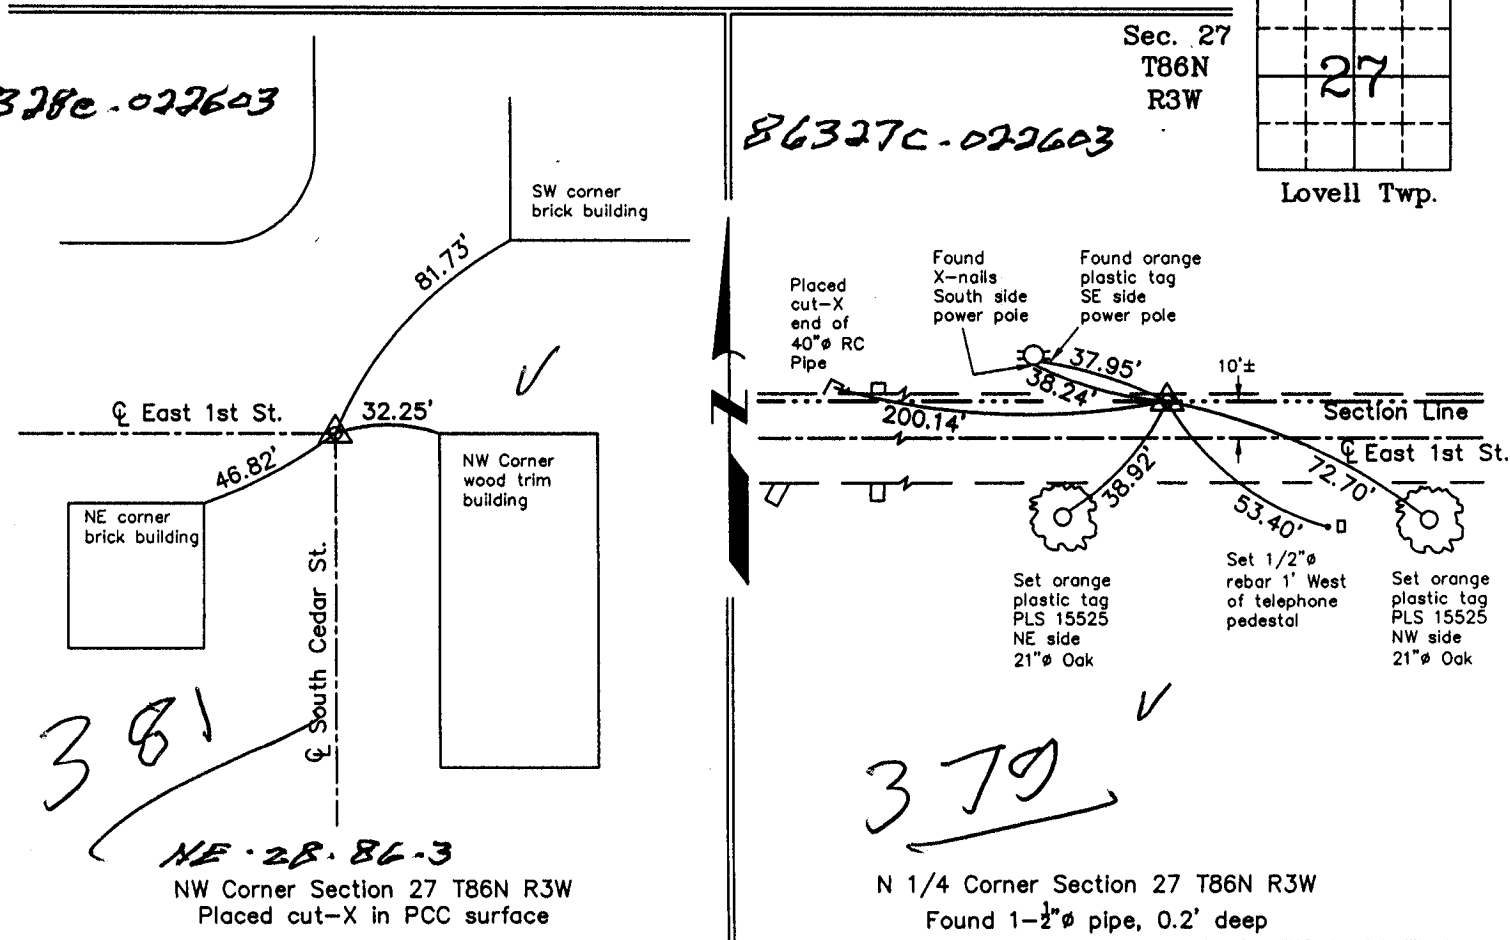 Sec. 27
T86N
R3W
27
Lovell Twp.
328e-022603
SW corner
brick building
81.73'
℄ East 1st St.
32.25'
46.82'
NE corner
brick building
NW Corner
wood trim
building
℄ South Cedar St.
381
NE-28-86-3
NW Corner Section 27 T86N R3W
Placed cut-X in PCC surface
86327c-022603
Placed
cut-X
end of
40"ø RC
Pipe
Found
X-nails
South side
power pole
Found orange
plastic tag
SE side
power pole
37.95'
38.24'
10'±
200.14'
Section Line
℄ East 1st St.
38.92'
53.40'
72.70'
Set orange
plastic tag
PLS 15525
NE side
21"ø Oak
Set 1/2"ø
rebar 1' West
of telephone
pedestal
Set orange
plastic tag
PLS 15525
NW side
21"ø Oak
379
N 1/4 Corner Section 27 T86N R3W
Found 1-½"ø pipe, 0.2' deep